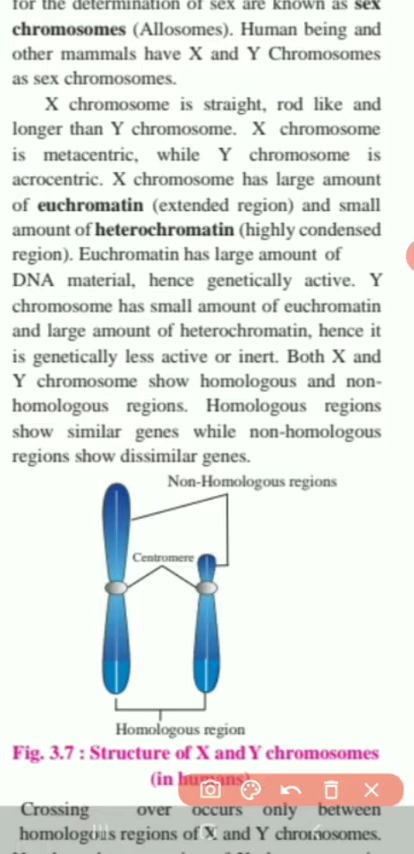 for the determination of sex are known as sex
chromosomes (Allosomes). Human being and
other mammals have X and Y Chromosomes
as sex chromosomes.
X chromosome is straight, rod like and
longer than Y chromosome. X chromosome
is metacentric, while Y chromosome is
acrocentric. X chromosome has large amount
of euchromatin (extended region) and small
amount of heterochromatin (highly condensed
region). Euchromatin has large amount of
DNA material, hence genetically active. Y
chromosome has small amount of euchromatin
and large amount of heterochromatin, hence it
is genetically less active or inert. Both X and
Y chromosome show homologous and non-
homologous regions. Homologous regions
show similar genes while non-homologous
regions show dissimilar genes.
Non-Homologous regions
Centromere
Homologous region
Fig. 3.7 : Structure of X and Y chromosomes
(in humans)
Crossing over occurs only between
homologous regions of X and Y chromosomes.